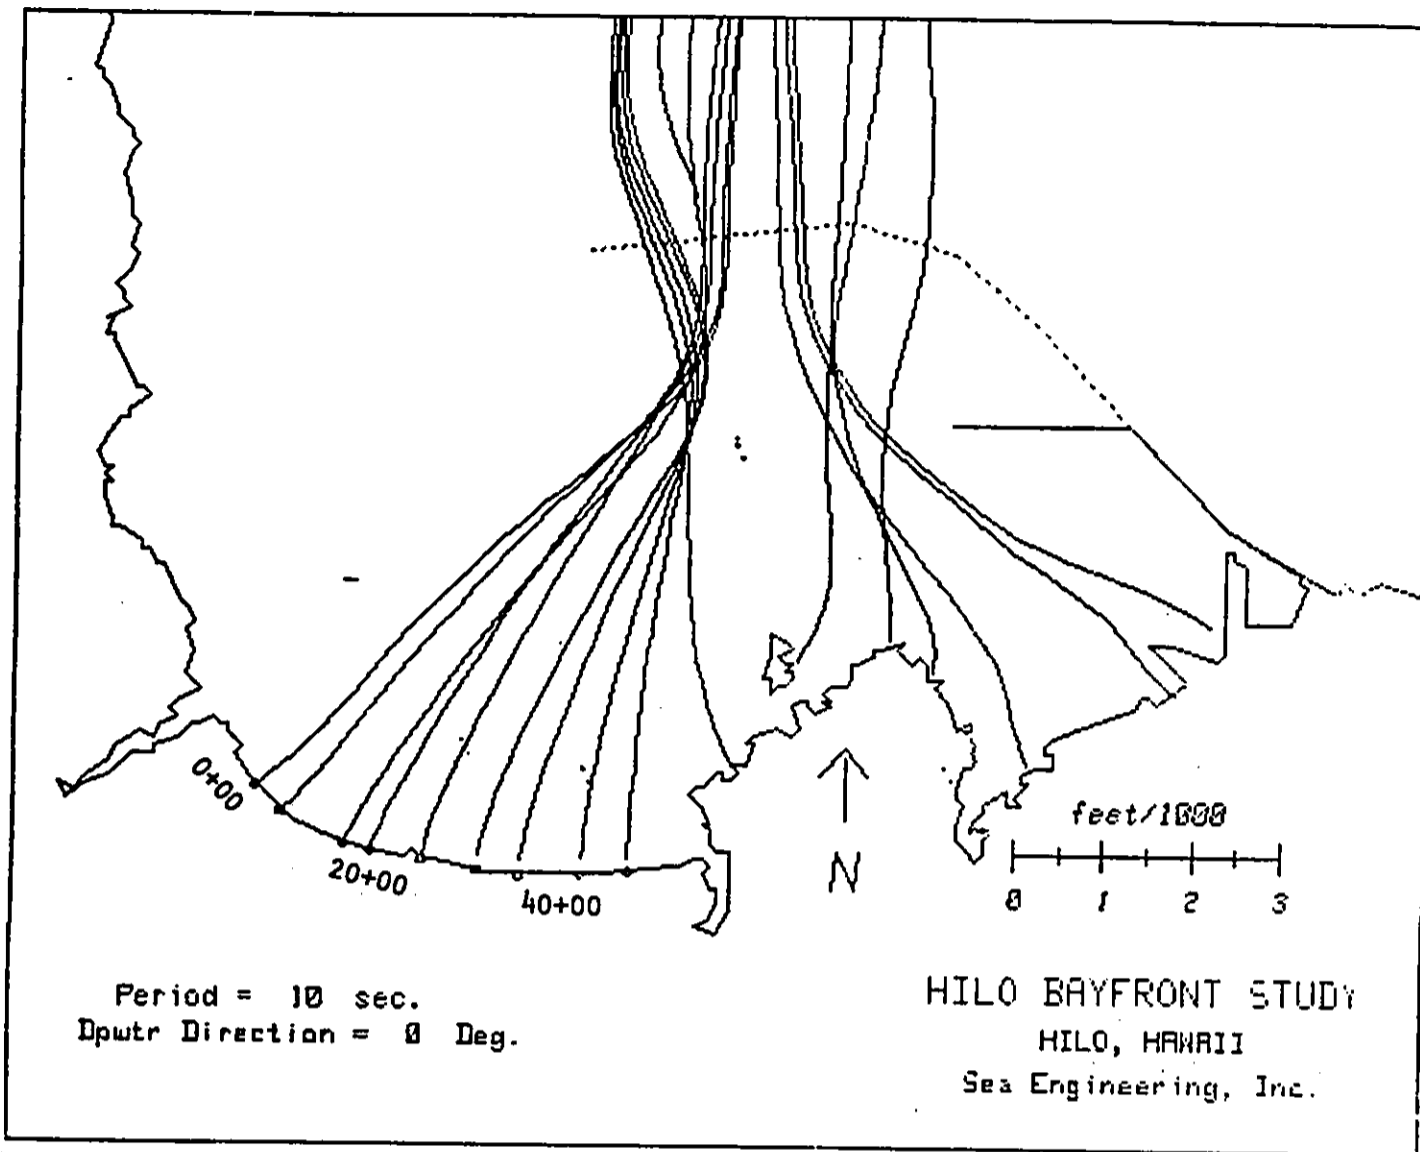 0+00
20+00
40+00
N
feet/1000
0 1 2 3
Period = 10 sec.
Dpwtr Direction = 0 Deg.
HILO BAYFRONT STUDY
HILO, HAWAII
Sea Engineering, Inc.